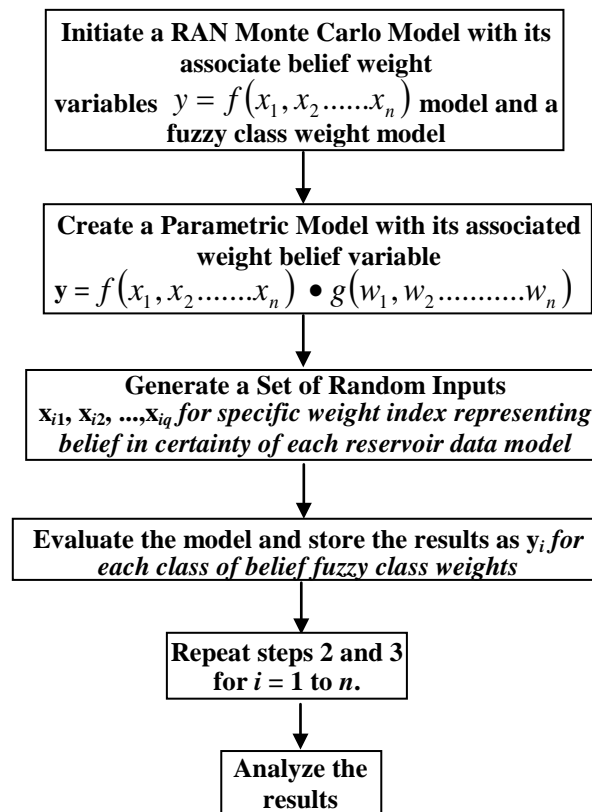 Initiate a RAN Monte Carlo Model with its
associate belief weight
variables y = f(x₁, x₂......xₙ) model and a
fuzzy class weight model
Create a Parametric Model with its associated
weight belief variable
y = f(x₁, x₂.......xₙ) • g(w₁, w₂...........wₙ)
Generate a Set of Random Inputs
xᵢ₁, xᵢ₂, ...,xᵢq for specific weight index representing
belief in certainty of each reservoir data model
Evaluate the model and store the results as yᵢ for
each class of belief fuzzy class weights
Repeat steps 2 and 3
for i = 1 to n.
Analyze the
results